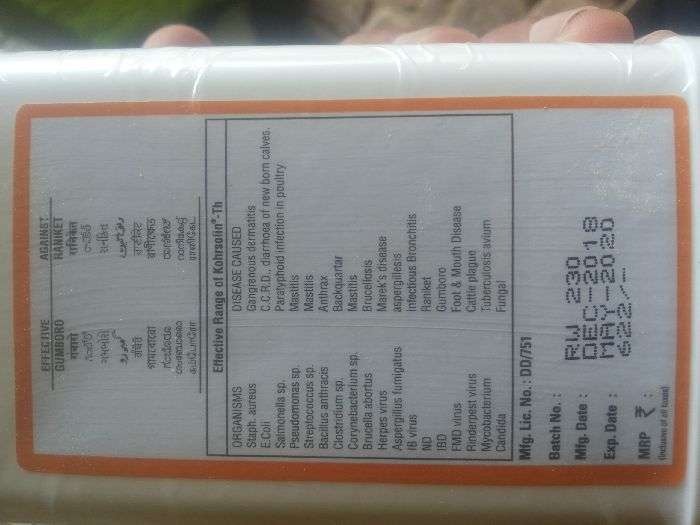 EFFECTIVE AGAINST
GUMBORO RANIKET
Effective Range of Kohrsolin®-Th
ORGANISMS DISEASE CAUSED
Staph. aureus Gangrenous dermatitis
E.Coli C.C.R.D., diarrhoea of new born calves.
Salmonella sp. Paratyphoid infection in poultry
Pseudomonas sp. Mastitis
Streptococcus sp. Mastitis
Bacillus anthracis Anthrax
Clostridium sp. Backquartar
Corynebacterium sp. Mastitis
Brucella abortus Brucellosis
Herpes virus Marek's disease
Aspergillus fumigatus aspergillesis
IB virus Infectious Bronchitis
ND Raniket
IBD Gumboro
FMD virus Foot & Mouth Disease
Rinderpest virus Cattle plague
Mycobacterium Tuberculosis avium
Candida Fungal
Mfg. Lic. No.: DD/751
Batch No. : RW 230
Mfg. Date : DEC-2018
Exp. Date : MAY-2020
MRP ₹ : 622/-
(Inclusive of all taxes)